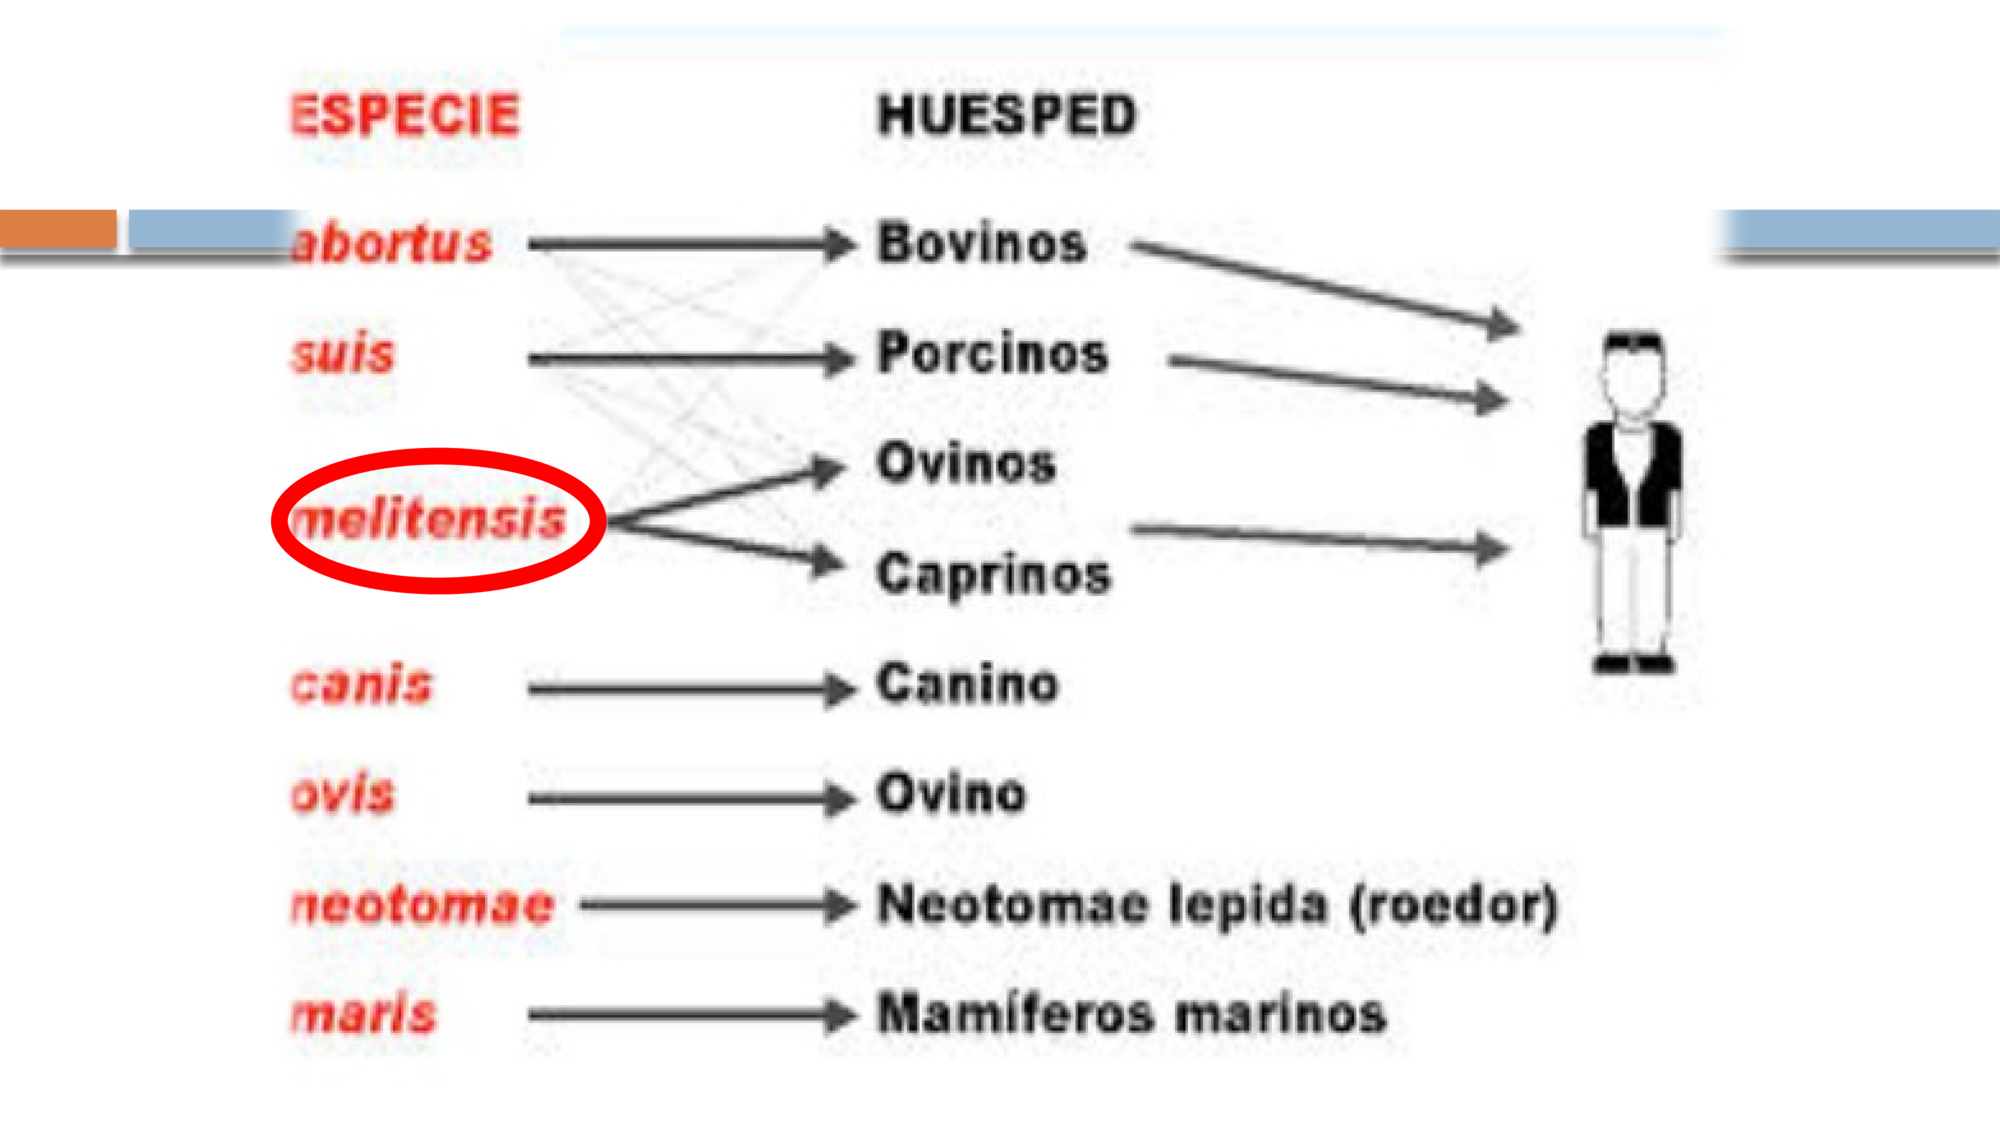 ESPECIE HUESPED
abortus Bovinos
suis Porcinos
Ovinos
melitensis
Caprinos
canis Canino
ovis Ovino
neotomae Neotomae lepida (roedor)
maris Mamíferos marinos